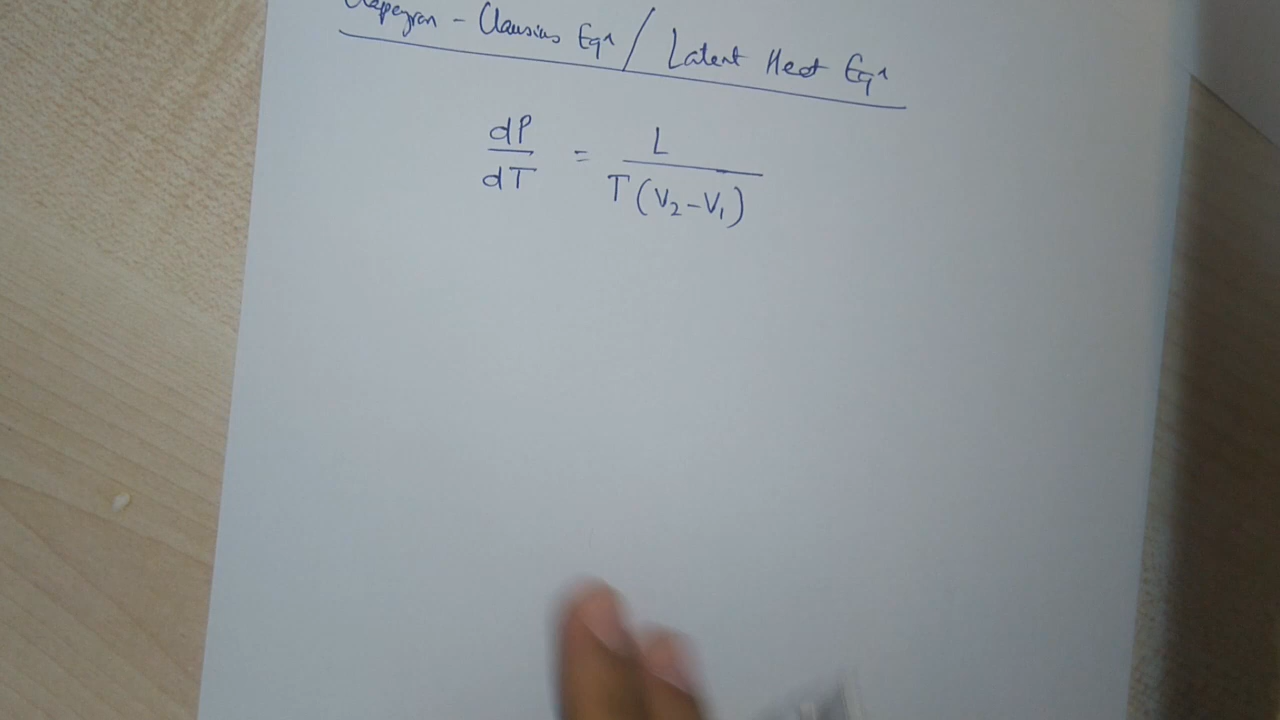 Clapeyron - Clausius Eqⁿ / Latent Heat Eqⁿ
dP/dT = L/T(V₂-V₁)